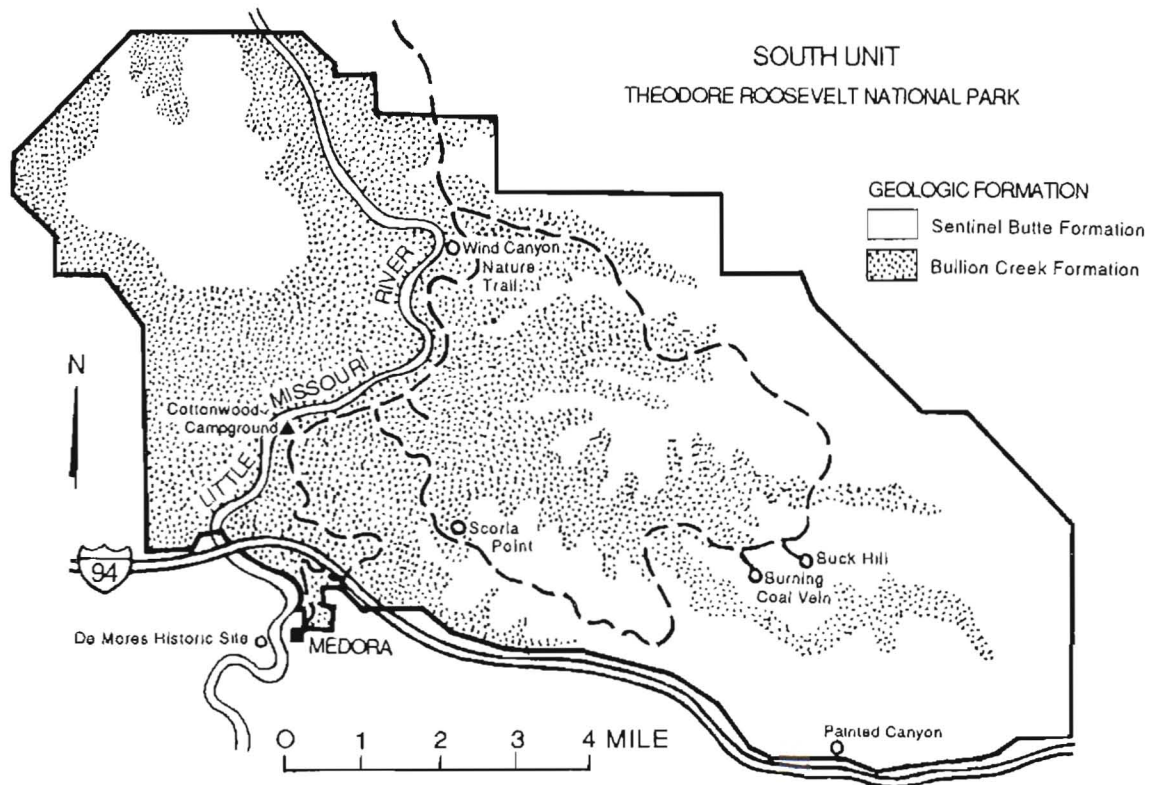 SOUTH UNIT
THEODORE ROOSEVELT NATIONAL PARK
GEOLOGIC FORMATION
Sentinel Butte Formation
Bullion Creek Formation
Wind Canyon
Nature
Trail
RIVER
MISSOURI
LITTLE
N
Cottonwood
Campground
Scoria
Point
Buck Hill
Burning
Coal Vein
94
De Mores Historic Site
MEDORA
Painted Canyon
0 1 2 3 4 MILE